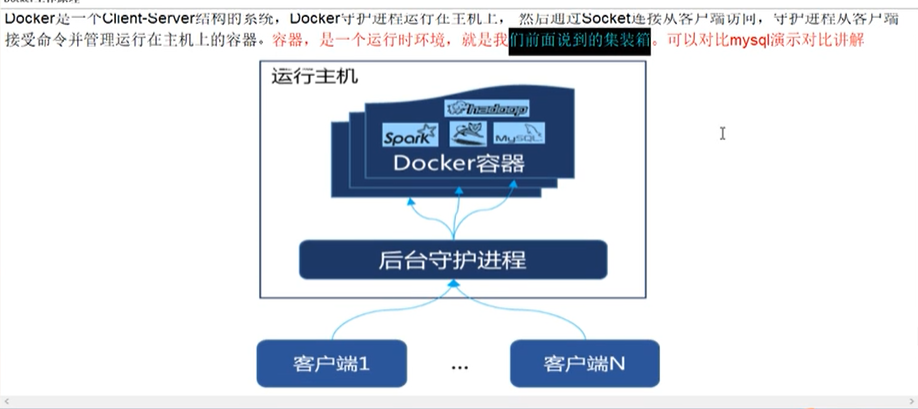 Docker工作原理
Docker是一个Client-Server结构的系统，Docker守护进程运行在主机上， 然后通过Socket连接从客户端访问，守护进程从客户端
接受命令并管理运行在主机上的容器。容器，是一个运行时环境，就是我们前面说到的集装箱。可以对比mysql演示对比讲解
运行主机
hadoop
Spark
MySQL
Docker容器
后台守护进程
客户端1
...
客户端N